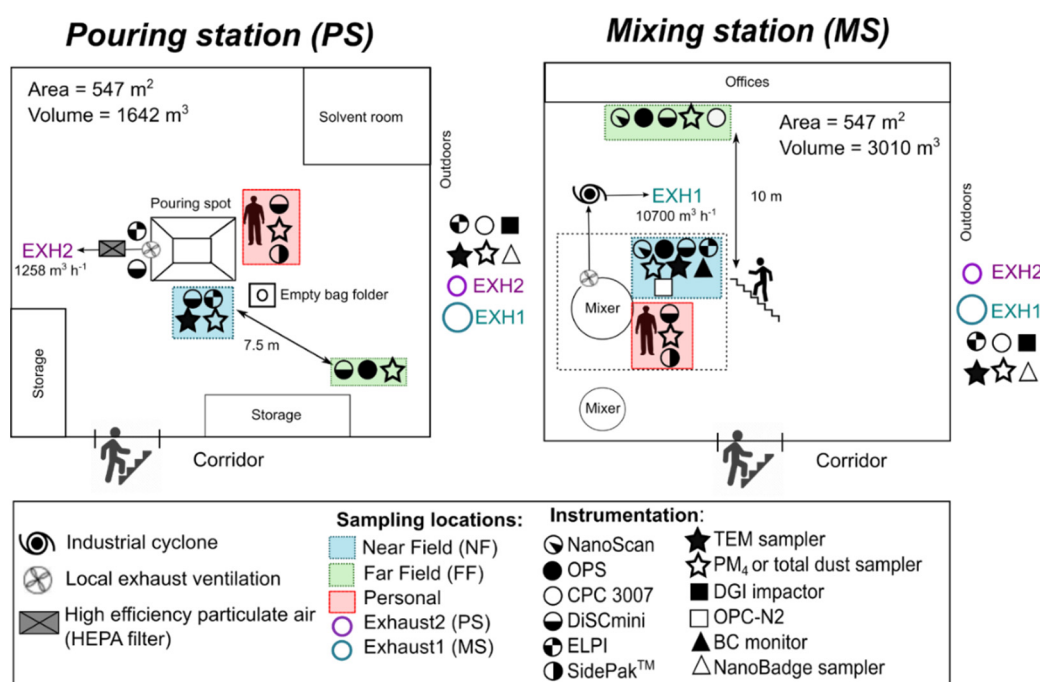 Pouring station (PS)
Mixing station (MS)
Area = 547 m²
Volume = 1642 m³
Solvent room
Outdoors
Pouring spot
EXH2
1258 m³ h⁻¹
Empty bag folder
7.5 m
Storage
Storage
Corridor
EXH2
EXH1
Offices
Area = 547 m²
Volume = 3010 m³
EXH1
10700 m³ h⁻¹
10 m
Outdoors
Mixer
Mixer
Corridor
EXH2
EXH1
Industrial cyclone
Local exhaust ventilation
High efficiency particulate air
(HEPA filter)
Sampling locations:
Near Field (NF)
Far Field (FF)
Personal
Exhaust2 (PS)
Exhaust1 (MS)
Instrumentation:
NanoScan
OPS
CPC 3007
DiSCmini
ELPI
SidePak™
TEM sampler
PM₄ or total dust sampler
DGI impactor
OPC-N2
BC monitor
NanoBadge sampler